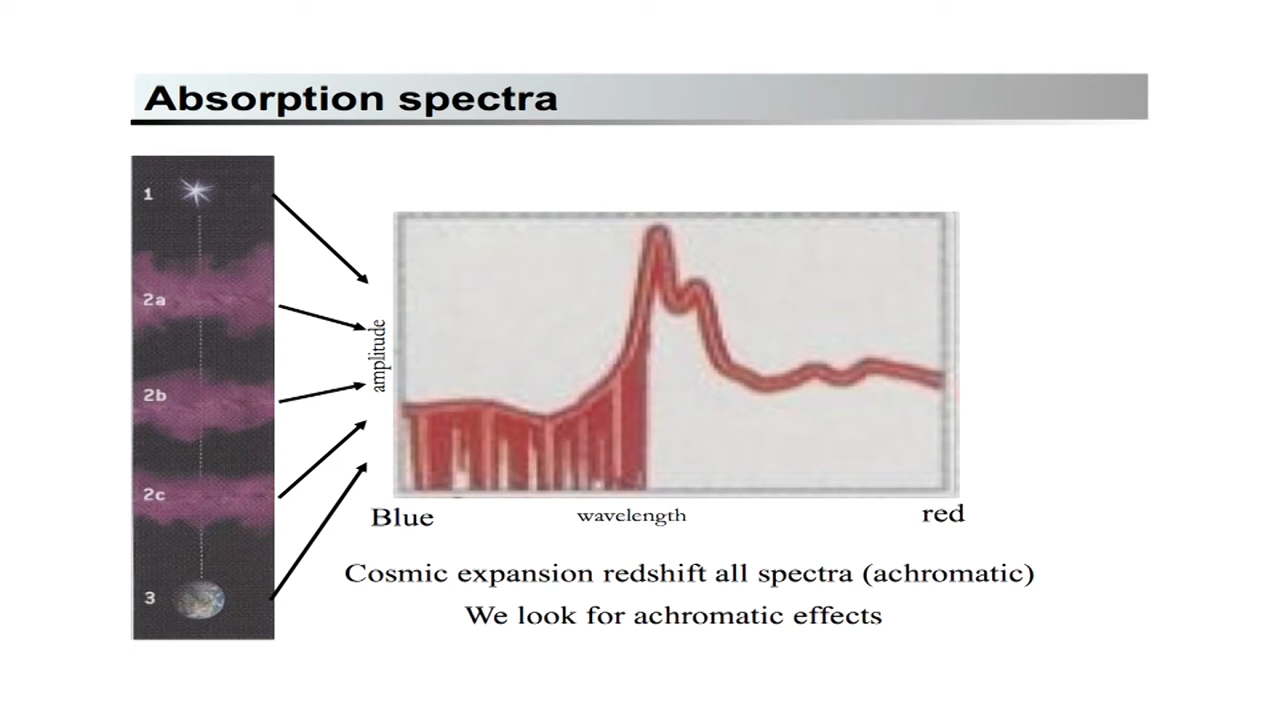 Absorption spectra
1
2a
2b
2c
3
amplitude
Blue
wavelength
red
Cosmic expansion redshift all spectra (achromatic)
We look for achromatic effects